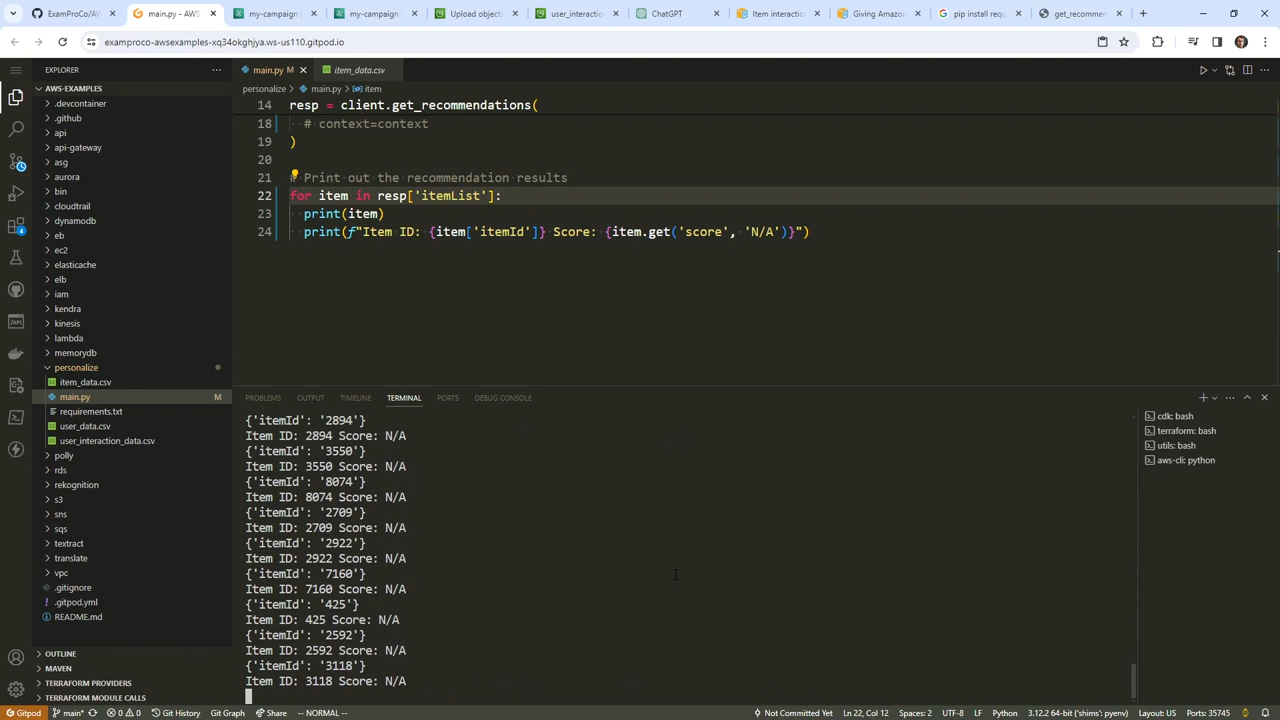 ExamProCo/AW
main.py - AWS
my-campaign |
my-campaign |
Upload object
user_interactio
ChatGPT
Item interaction
Giving Amazon
pip install requ
get_recommen
examproco-awsexamples-xq34okghjya.ws-us110.gitpod.io
EXPLORER
AWS-EXAMPLES
.devcontainer
.github
api
api-gateway
asg
aurora
bin
cloudtrail
dynamodb
eb
ec2
elasticache
elb
iam
kendra
kinesis
lambda
memorydb
personalize
item_data.csv
main.py M
requirements.txt
user_data.csv
user_interaction_data.csv
polly
rds
rekognition
s3
sns
sqs
textract
translate
vpc
.gitignore
.gitpod.yml
README.md
OUTLINE
MAVEN
TERRAFORM PROVIDERS
TERRAFORM MODULE CALLS
main.py M
item_data.csv
personalize > main.py > item
14 resp = client.get_recommendations(
18 # context=context
19 )
20
21 # Print out the recommendation results
22 for item in resp['itemList']:
23 print(item)
24 print(f"Item ID: {item['itemId']} Score: {item.get('score', 'N/A')}")
PROBLEMS OUTPUT TIMELINE TERMINAL PORTS DEBUG CONSOLE
{'itemId': '2894'}
Item ID: 2894 Score: N/A
{'itemId': '3550'}
Item ID: 3550 Score: N/A
{'itemId': '8074'}
Item ID: 8074 Score: N/A
{'itemId': '2709'}
Item ID: 2709 Score: N/A
{'itemId': '2922'}
Item ID: 2922 Score: N/A
{'itemId': '7160'}
Item ID: 7160 Score: N/A
{'itemId': '425'}
Item ID: 425 Score: N/A
{'itemId': '2592'}
Item ID: 2592 Score: N/A
{'itemId': '3118'}
Item ID: 3118 Score: N/A
cdk: bash
terraform: bash
utils: bash
aws-cli: python
Gitpod main* 0 0 Git History Git Graph Share -- NORMAL -- Not Committed Yet Ln 22, Col 12 Spaces: 2 UTF-8 LF Python 3.12.2 64-bit ('shims': pyenv) Layout: US Ports: 35745